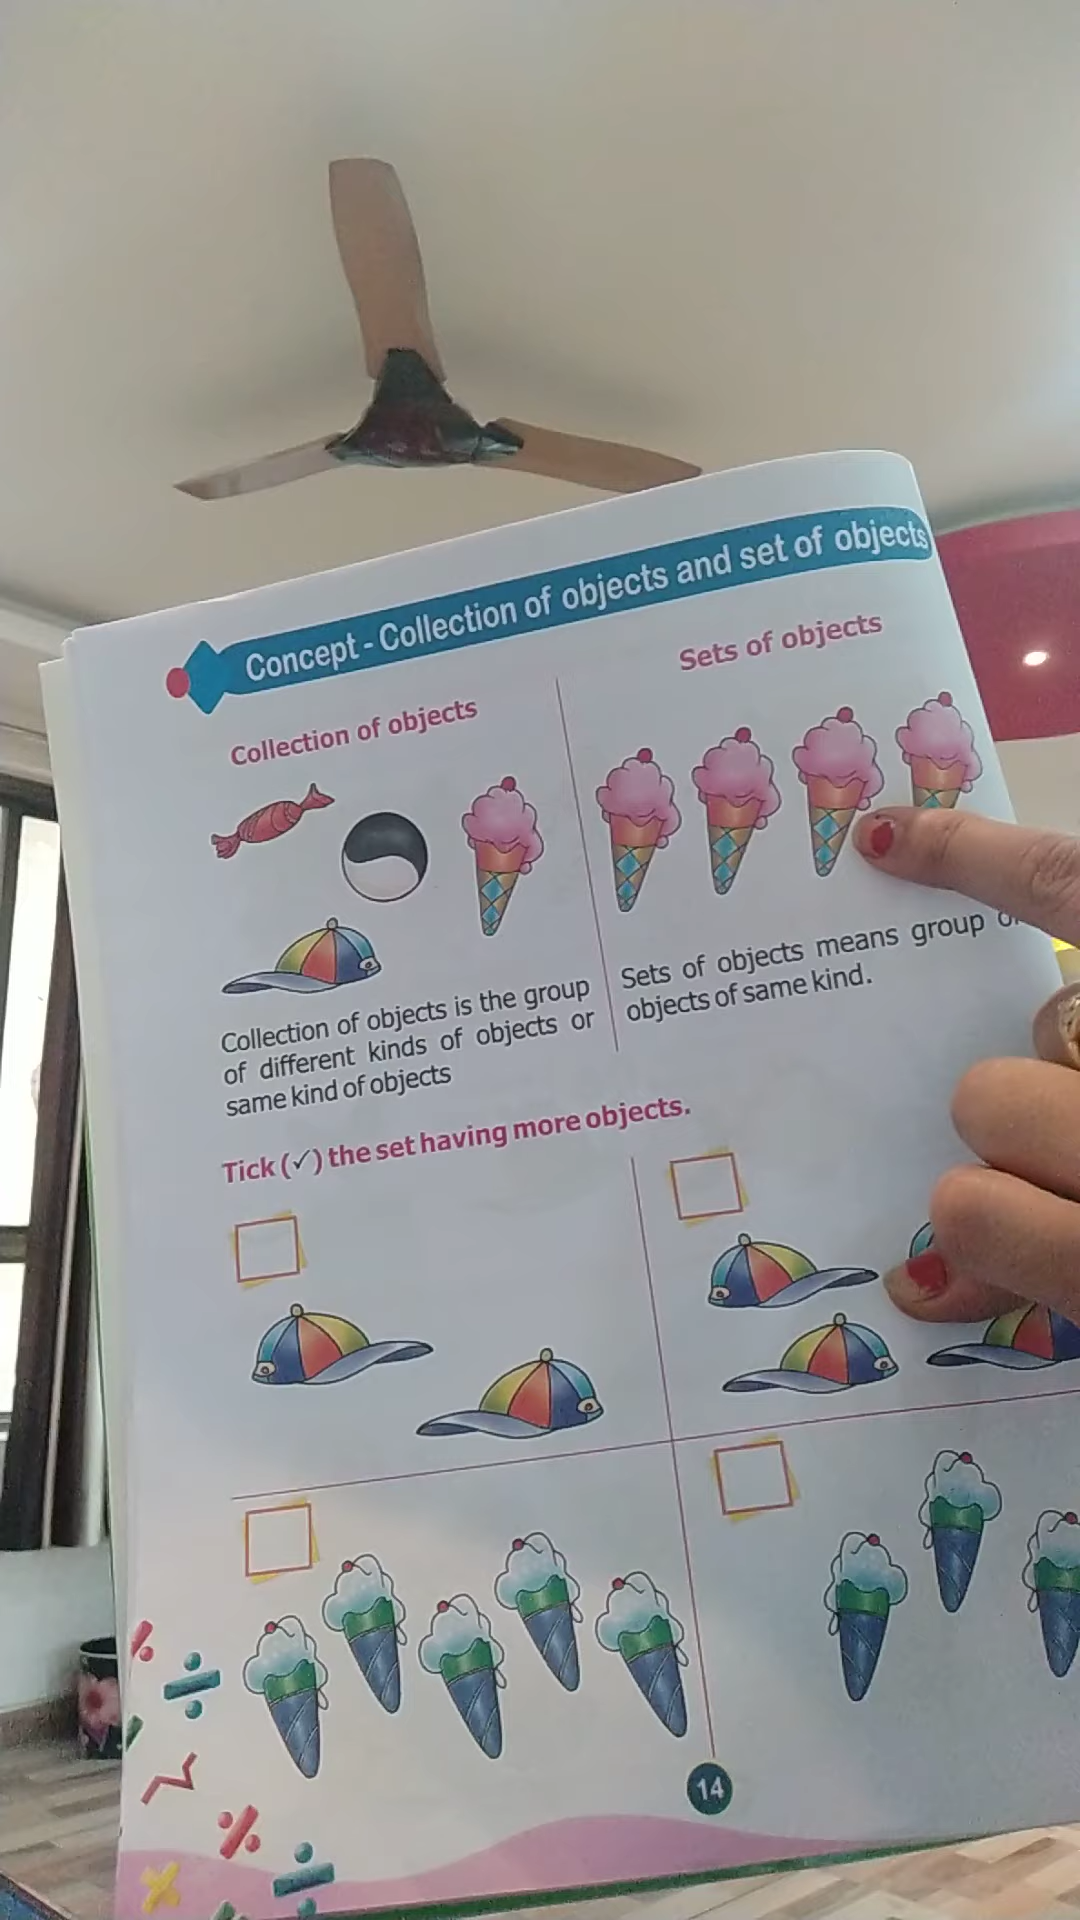 Concept - Collection of objects and set of objects
Collection of objects
Sets of objects
Collection of objects is the group
of different kinds of objects or
same kind of objects
Sets of objects means group
objects of same kind.
Tick (✓) the set having more objects.
14